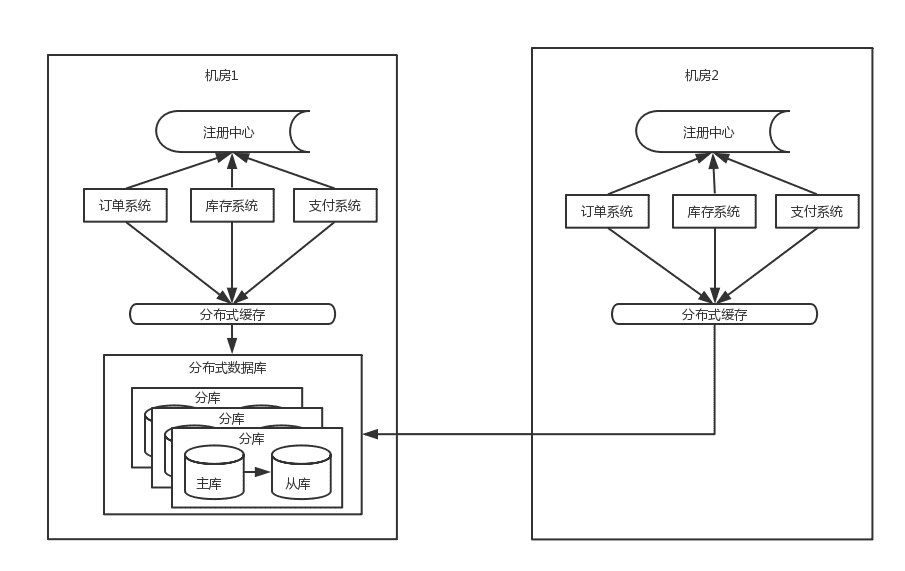 机房1
注册中心
订单系统
库存系统
支付系统
分布式缓存
分布式数据库
分库
分库
分库
主库
从库
机房2
注册中心
订单系统
库存系统
支付系统
分布式缓存